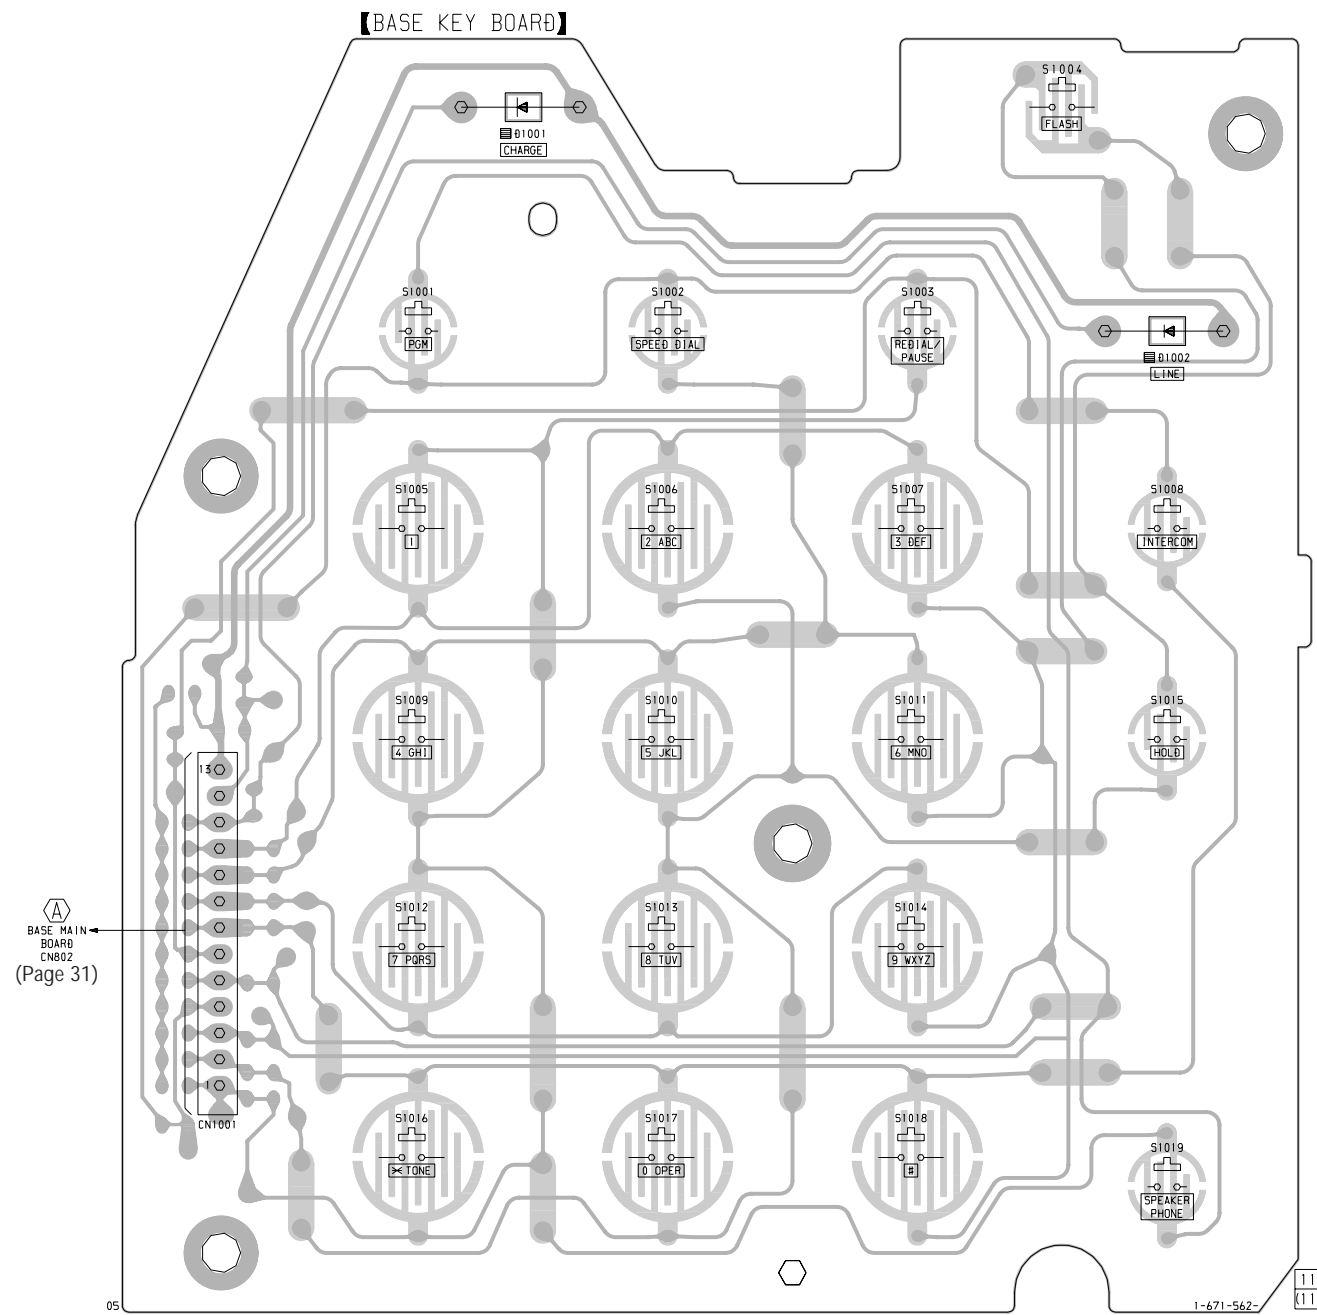 【BASE KEY BOARD】
S1004
FLASH
D1001
CHARGE
S1001
PGM
S1002
SPEED DIAL
S1003
REDIAL/
PAUSE
D1002
LINE
S1005
1
S1006
2 ABC
S1007
3 DEF
S1008
INTERCOM
S1009
4 GHI
S1010
5 JKL
S1011
6 MNO
S1015
HOLD
13
A
BASE MAIN
BOARD
CN802
(Page 31)
S1012
7 PQRS
S1013
8 TUV
S1014
9 WXYZ
1
CN1001
S1016
* TONE
S1017
0 OPER
S1018
#
S1019
SPEAKER
PHONE
05
1-671-562-
11
(11